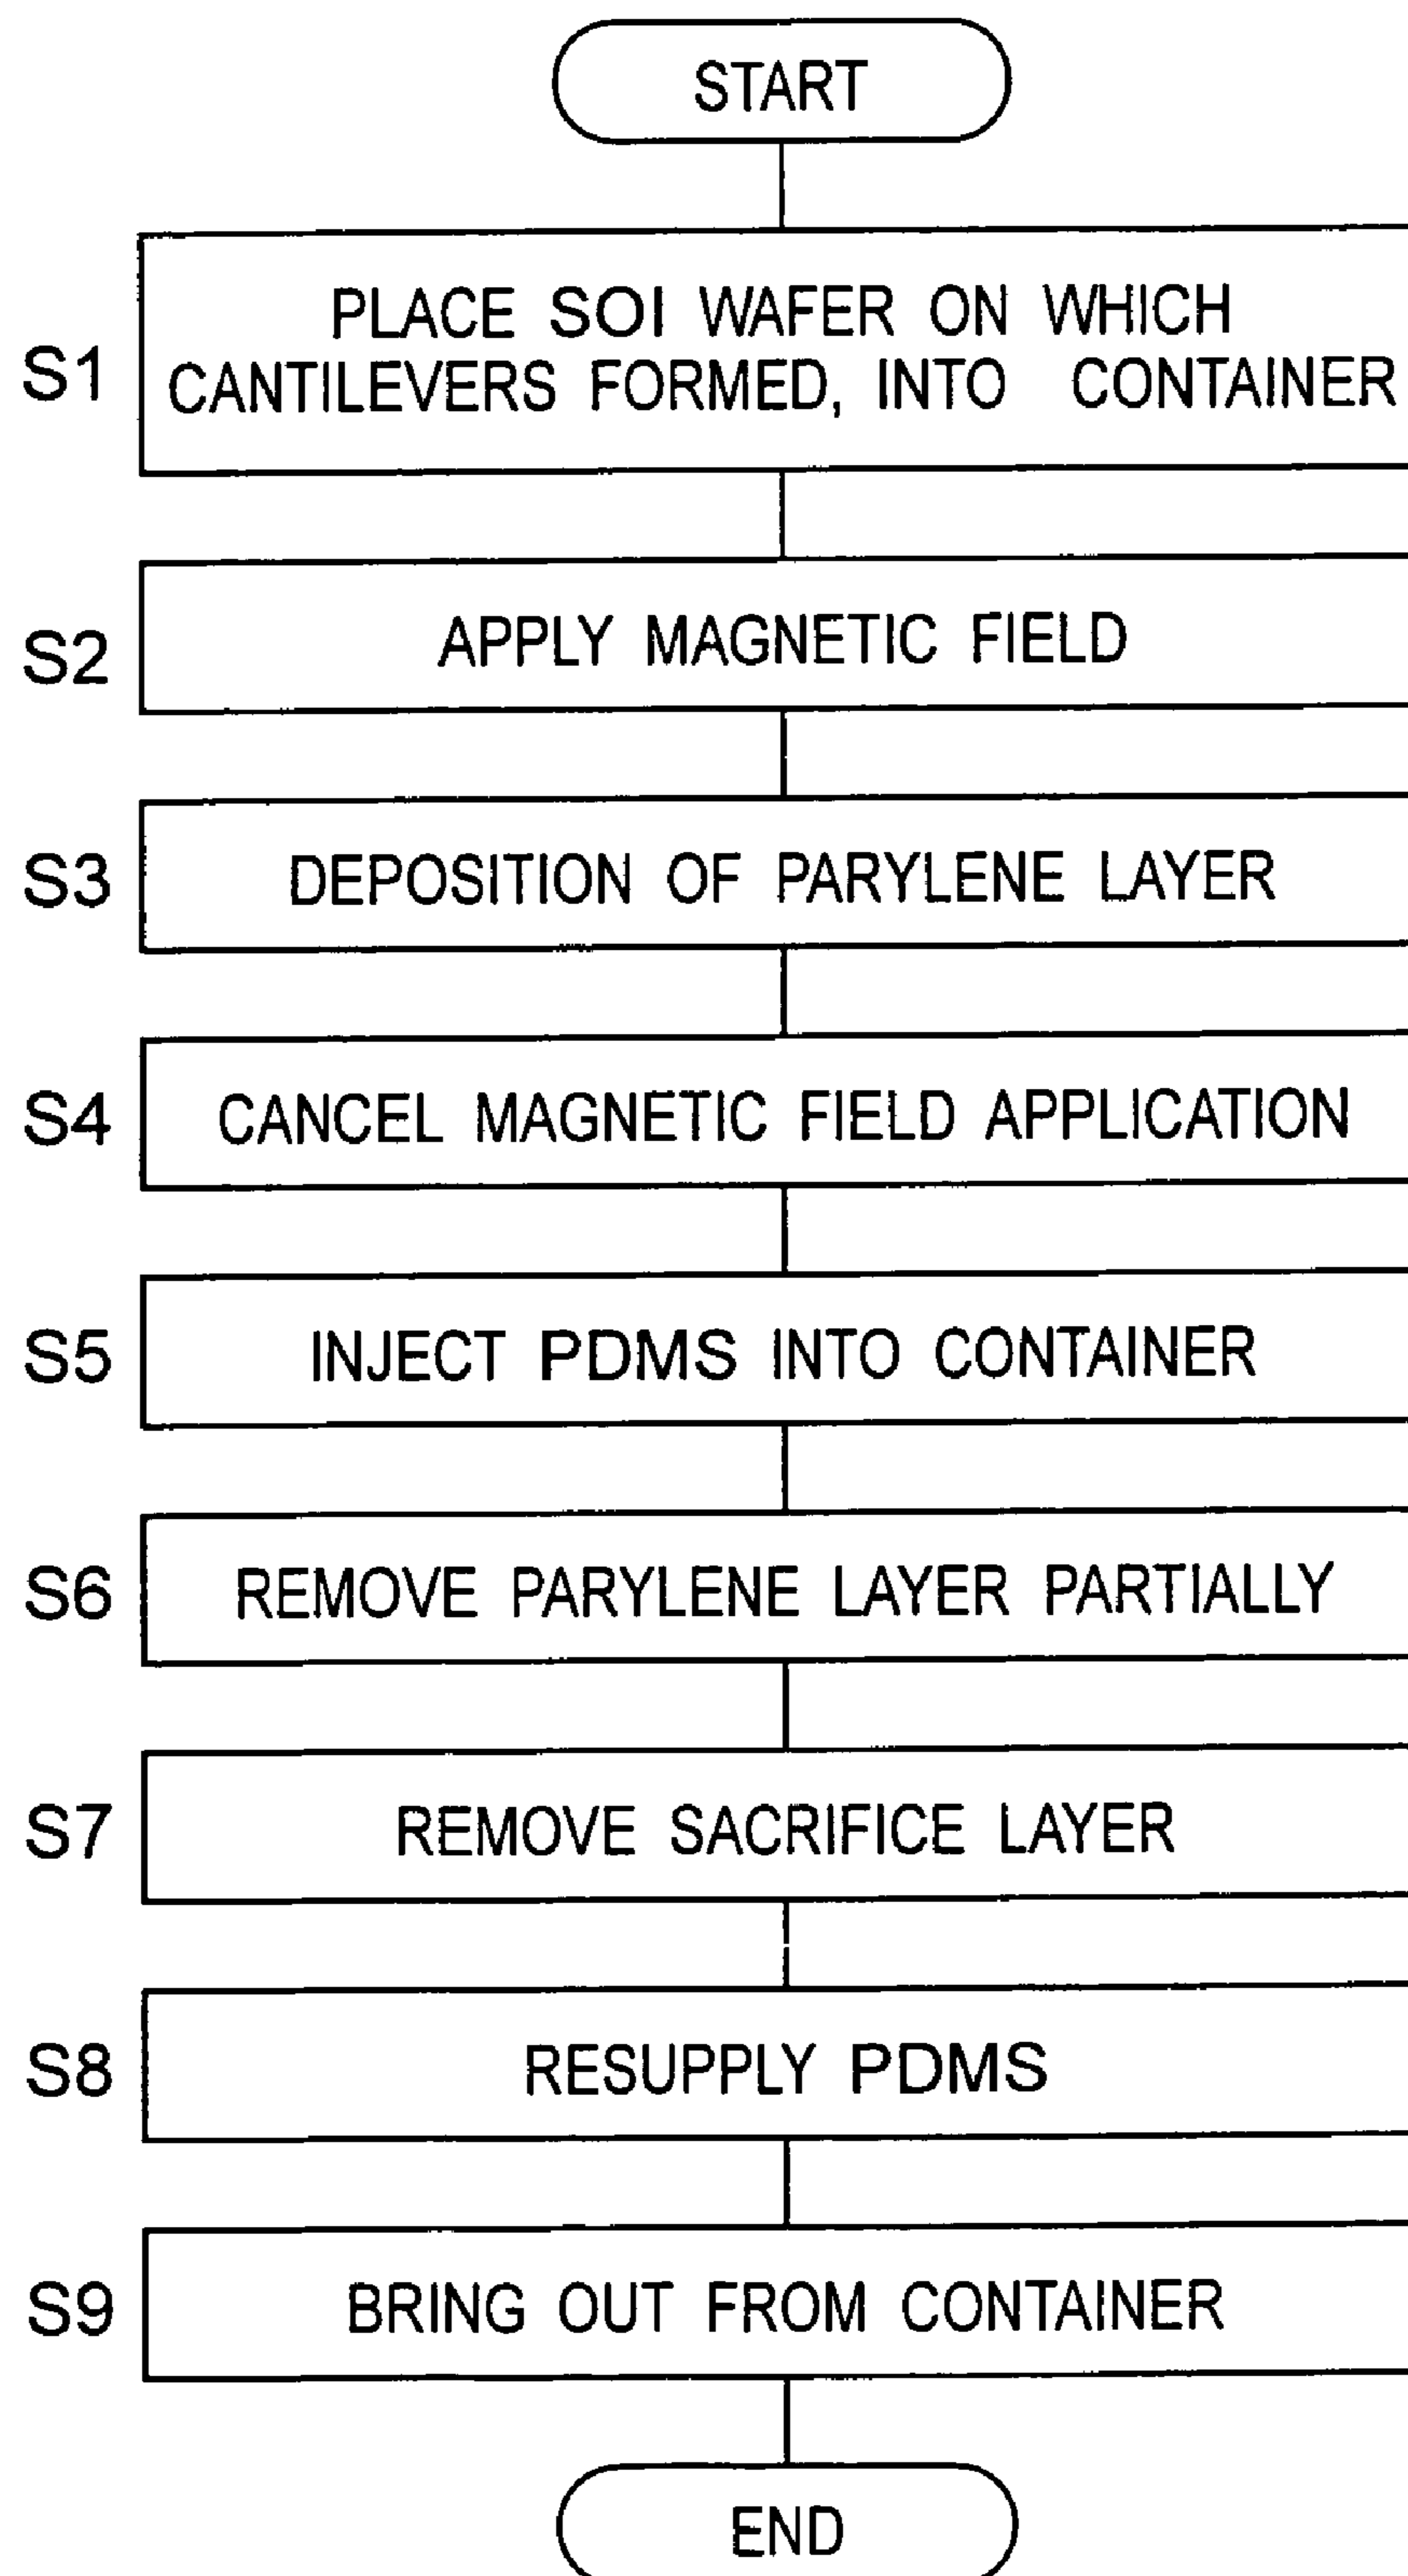 START
S1
PLACE SOI WAFER ON WHICH
CANTILEVERS FORMED, INTO CONTAINER
S2
APPLY MAGNETIC FIELD
S3
DEPOSITION OF PARYLENE LAYER
S4
CANCEL MAGNETIC FIELD APPLICATION
S5
INJECT PDMS INTO CONTAINER
S6
REMOVE PARYLENE LAYER PARTIALLY
S7
REMOVE SACRIFICE LAYER
S8
RESUPPLY PDMS
S9
BRING OUT FROM CONTAINER
END